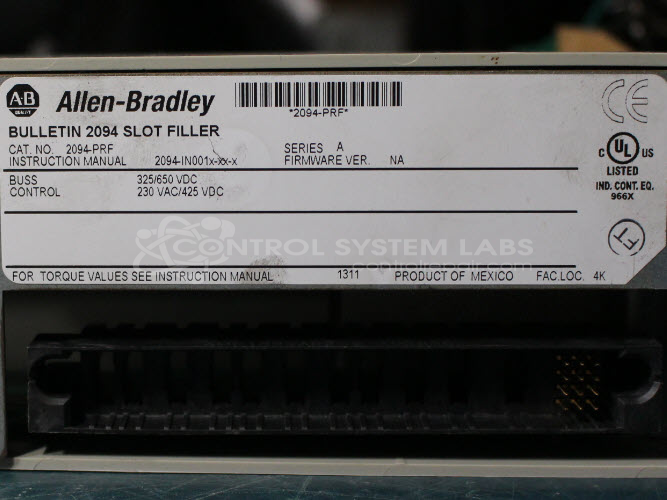 AB
QUALITY
Allen-Bradley
*2094-PRF*
BULLETIN 2094 SLOT FILLER
CAT. NO. 2094-PRF SERIES A
INSTRUCTION MANUAL 2094-IN001x-xx-x FIRMWARE VER. NA
BUSS 325/650 VDC
CONTROL 230 VAC/425 VDC
CE
C UL US
LISTED
IND. CONT. EQ.
966X
CONTROL SYSTEM LABS
controlrepair.com
FOR TORQUE VALUES SEE INSTRUCTION MANUAL 1311 PRODUCT OF MEXICO FAC.LOC. 4K